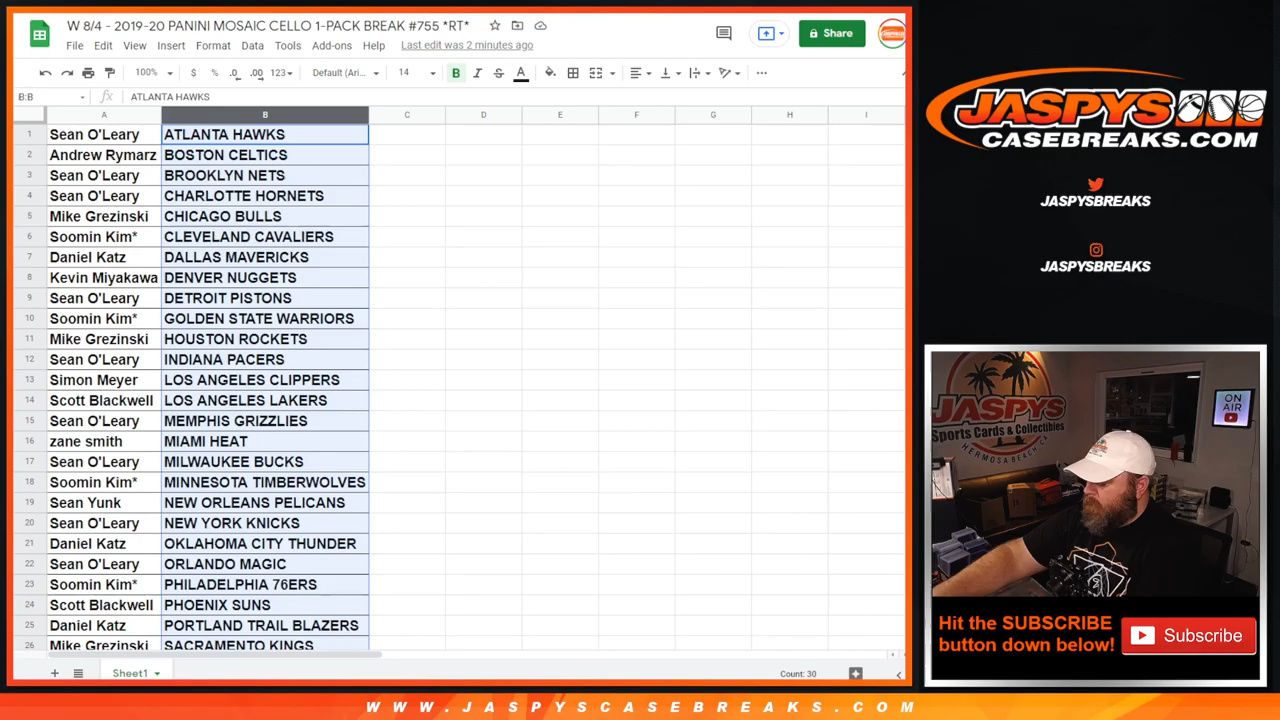 W 8/4 - 2019-20 PANINI MOSAIC CELLO 1-PACK BREAK #755 *RT*
Share
File Edit View Insert Format Data Tools Add-ons Help Last edit was 2 minutes ago
100% $ % .0 .00 123 Default (Ari... 14 B I S A
B:B fx ATLANTA HAWKS
A B C D E F G H I
1 Sean O'Leary ATLANTA HAWKS
2 Andrew Rymarz BOSTON CELTICS
3 Sean O'Leary BROOKLYN NETS
4 Sean O'Leary CHARLOTTE HORNETS
5 Mike Grezinski CHICAGO BULLS
6 Soomin Kim* CLEVELAND CAVALIERS
7 Daniel Katz DALLAS MAVERICKS
8 Kevin Miyakawa DENVER NUGGETS
9 Sean O'Leary DETROIT PISTONS
10 Soomin Kim* GOLDEN STATE WARRIORS
11 Mike Grezinski HOUSTON ROCKETS
12 Sean O'Leary INDIANA PACERS
13 Simon Meyer LOS ANGELES CLIPPERS
14 Scott Blackwell LOS ANGELES LAKERS
15 Sean O'Leary MEMPHIS GRIZZLIES
16 zane smith MIAMI HEAT
17 Sean O'Leary MILWAUKEE BUCKS
18 Soomin Kim* MINNESOTA TIMBERWOLVES
19 Sean Yunk NEW ORLEANS PELICANS
20 Sean O'Leary NEW YORK KNICKS
21 Daniel Katz OKLAHOMA CITY THUNDER
22 Sean O'Leary ORLANDO MAGIC
23 Soomin Kim* PHILADELPHIA 76ERS
24 Scott Blackwell PHOENIX SUNS
25 Daniel Katz PORTLAND TRAIL BLAZERS
26 Mike Grezinski SACRAMENTO KINGS
Sheet1
Count: 30
JASPYS
CASEBREAKS.COM
JASPYSBREAKS
JASPYSBREAKS
JASPYS
Sports Cards & Collectibles
HERMOSA BEACH CA
ON
AIR
Hit the SUBSCRIBE
button down below!
Subscribe
WWW.JASPYSCASEBREAKS.COM